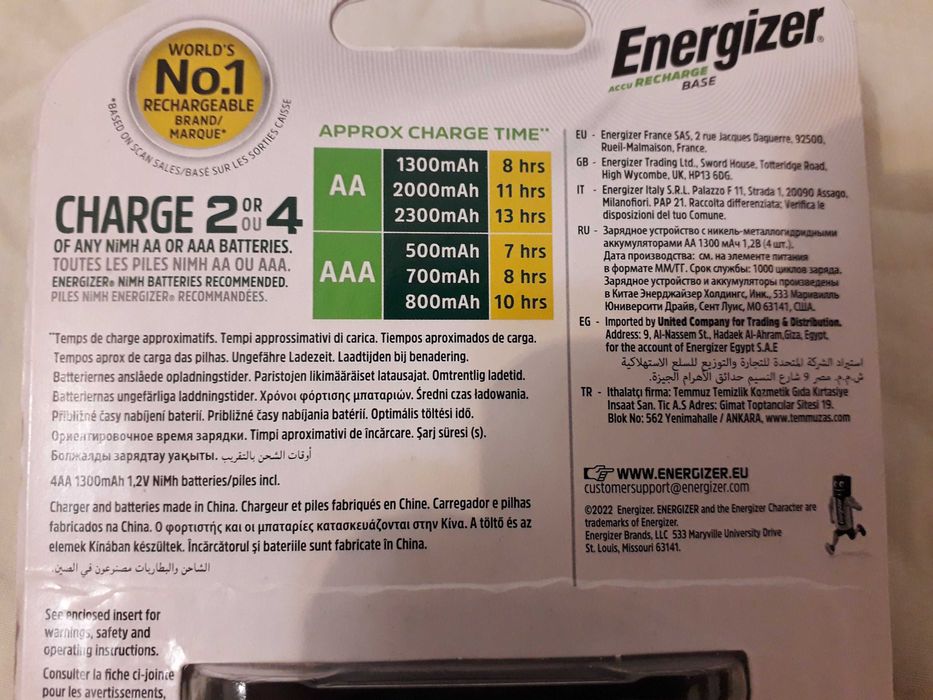 WORLD'S
No.1
RECHARGEABLE
BRAND/
MARQUE*
*BASED ON SCAN SALES/BASÉ SUR LES SORTIES CAISSE
CHARGE 2 OR OU 4
OF ANY NiMH AA OR AAA BATTERIES.
TOUTES LES PILES NIMH AA OU AAA.
ENERGIZER® NiMH BATTERIES RECOMMENDED.
PILES NiMH ENERGIZER® RECOMMANDÉES.
APPROX CHARGE TIME**
AA
1300mAh 8 hrs
2000mAh 11 hrs
2300mAh 13 hrs
AAA
500mAh 7 hrs
700mAh 8 hrs
800mAh 10 hrs
**Temps de charge approximatifs. Tempi approssimativi di carica. Tiempos aproximados de carga.
Tempos aprox de carga das pilhas. Ungefähre Ladezeit. Laadtijden bij benadering.
Batteriernes anslåede opladningstider. Paristojen likimääräiset latausajat. Omtrentlig ladetid.
Batteriernas ungefärliga laddningstider. Χρόνοι φόρτισης μπαταριών. Średni czas ładowania.
Přibližné časy nabíjení baterií. Približné časy nabíjania batérií. Optimális töltési idő.
Ориентировочное время зарядки. Timpi aproximativi de încărcare. Şarj süresi (s).
Болжалды зарядтау уақыты. أوقات الشحن بالتقريب.
4AA 1300mAh 1,2V NiMh batteries/piles incl.
Charger and batteries made in China. Chargeur et piles fabriqués en Chine. Carregador e pilhas
fabricados na China. Ο φορτιστής και οι μπαταρίες κατασκευάζονται στην Κίνα. A töltő és az
elemek Kínában készültek. Încărcătorul şi bateriile sunt fabricate în China.
الشاحن والبطاريات مصنوعون في الصين.
See enclosed insert for
warnings, safety and
operating instructions.
Consulter la fiche ci-jointe
pour les avertissements,
Energizer®
ACCU RECHARGE
BASE
EU - Energizer France SAS, 2 rue Jacques Daguerre, 92500,
Rueil-Malmaison, France.
GB - Energizer Trading Ltd., Sword House, Totteridge Road,
High Wycombe, UK, HP13 6DG.
IT - Energizer Italy S.R.L. Palazzo F 11, Strada 1, 20090 Assago,
Milanofiori. PAP 21. Raccolta differenziata; Verifica le
disposizioni del tuo Comune.
RU - Зарядное устройство с никель-металлогидридными
аккумуляторами АА 1300 мАч 1,2В (4 шт.).
Дата производства: см. на элементе питания
в формате ММ/ГГ. Срок службы: 1000 циклов заряда.
Зарядное устройство и аккумуляторы произведены
в Китае Энерджайзер Холдингс, Инк., 533 Маривилль
Юниверсити Драйв, Сент Луис, МО 63141, США.
EG - Imported by United Company for Trading & Distribution.
Address: 9, Al-Nassem St., Hadaek Al-Ahram,Giza, Egypt,
for the account of Energizer Egypt S.A.E
استيراد الشركة المتحدة للتجارة والتوزيع للسلع الاستهلاكية
ش.م.م. مصر 9 شارع النسيم حدائق الأهرام الجيزة.
TR - Ithalatçı firma: Temmuz Temizlik Kozmetik Gıda Kırtasiye
Insaat San. Tic A.S Adres: Gimat Toptancılar Sitesi 19.
Blok No: 562 Yenimahalle / ANKARA, www.temmuzas.com
WWW.ENERGIZER.EU
customersupport@energizer.com
©2022 Energizer. ENERGIZER and the Energizer Character are
trademarks of Energizer.
Energizer Brands, LLC 533 Maryville University Drive
St. Louis, Missouri 63141.